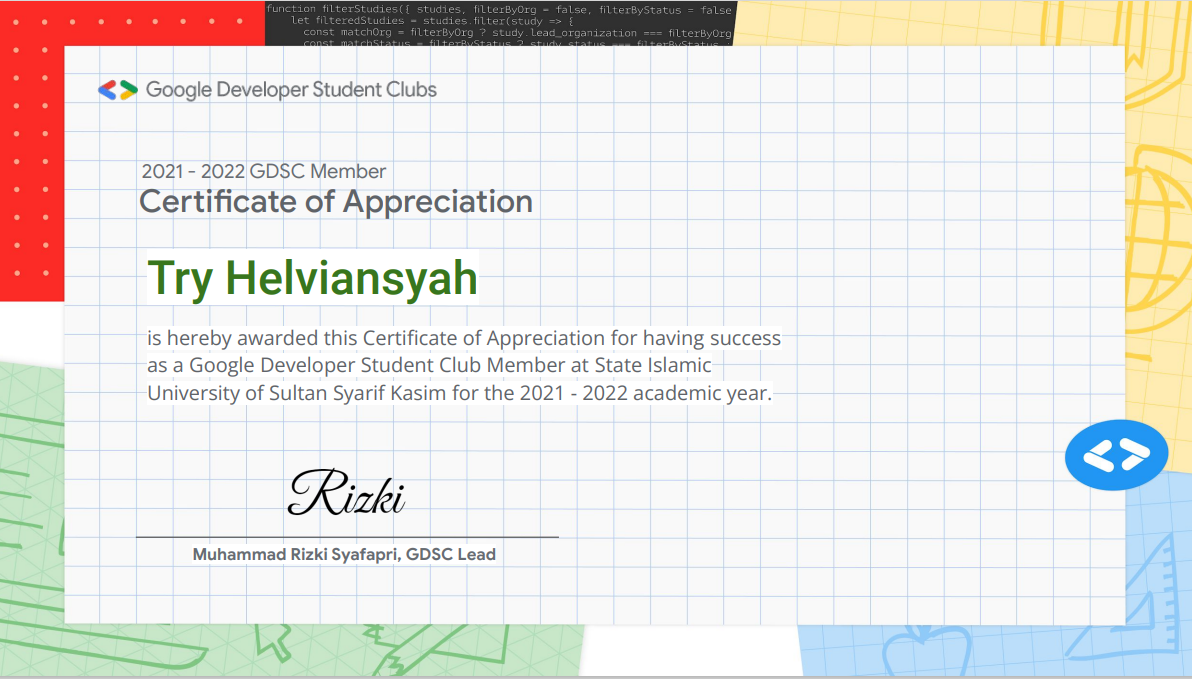 function filterStudies({ studies, filterByOrg = false, filterByStatus = false
let filteredStudies = studies.filter(study => {
const matchOrg = filterByOrg ? study.lead_organization === filterByOrg
const matchStatus = filterByStatus ? study.status === filterByStatus
Google Developer Student Clubs
2021 - 2022 GDSC Member
Certificate of Appreciation
Try Helviansyah
is hereby awarded this Certificate of Appreciation for having success
as a Google Developer Student Club Member at State Islamic
University of Sultan Syarif Kasim for the 2021 - 2022 academic year.
Rizki
Muhammad Rizki Syafapri, GDSC Lead